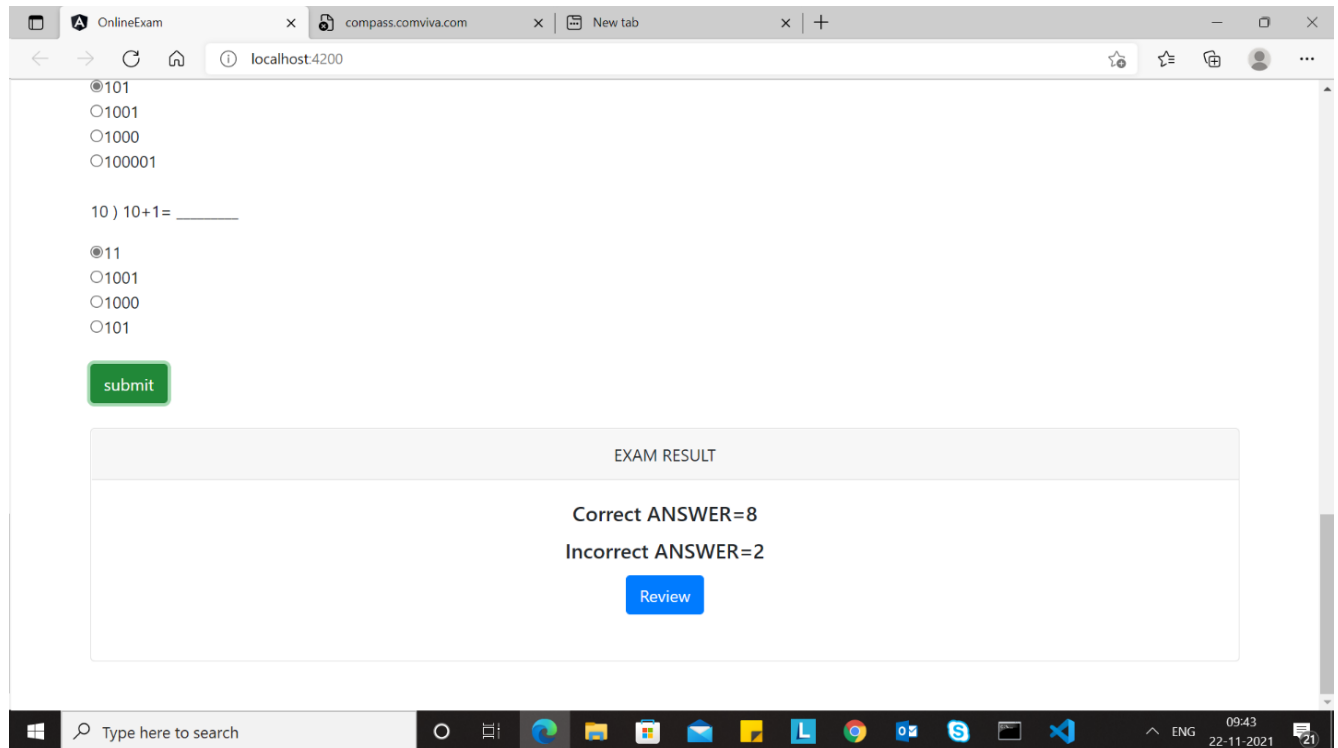 OnlineExam
compass.comviva.com
New tab
localhost:4200
101
1001
1000
100001
10 ) 10+1= ________
11
1001
1000
101
submit
EXAM RESULT
Correct ANSWER=8
Incorrect ANSWER=2
Review
Type here to search
L
S
ENG
09:43
22-11-2021
21